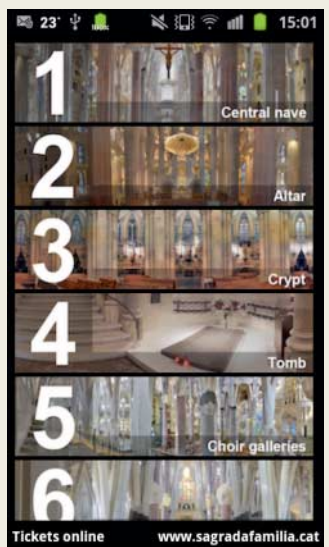 23° 100% 15:01
1
Central nave
2
Altar
3
Crypt
4
Tomb
5
Choir galleries
6
Tickets online www.sagradafamilia.cat